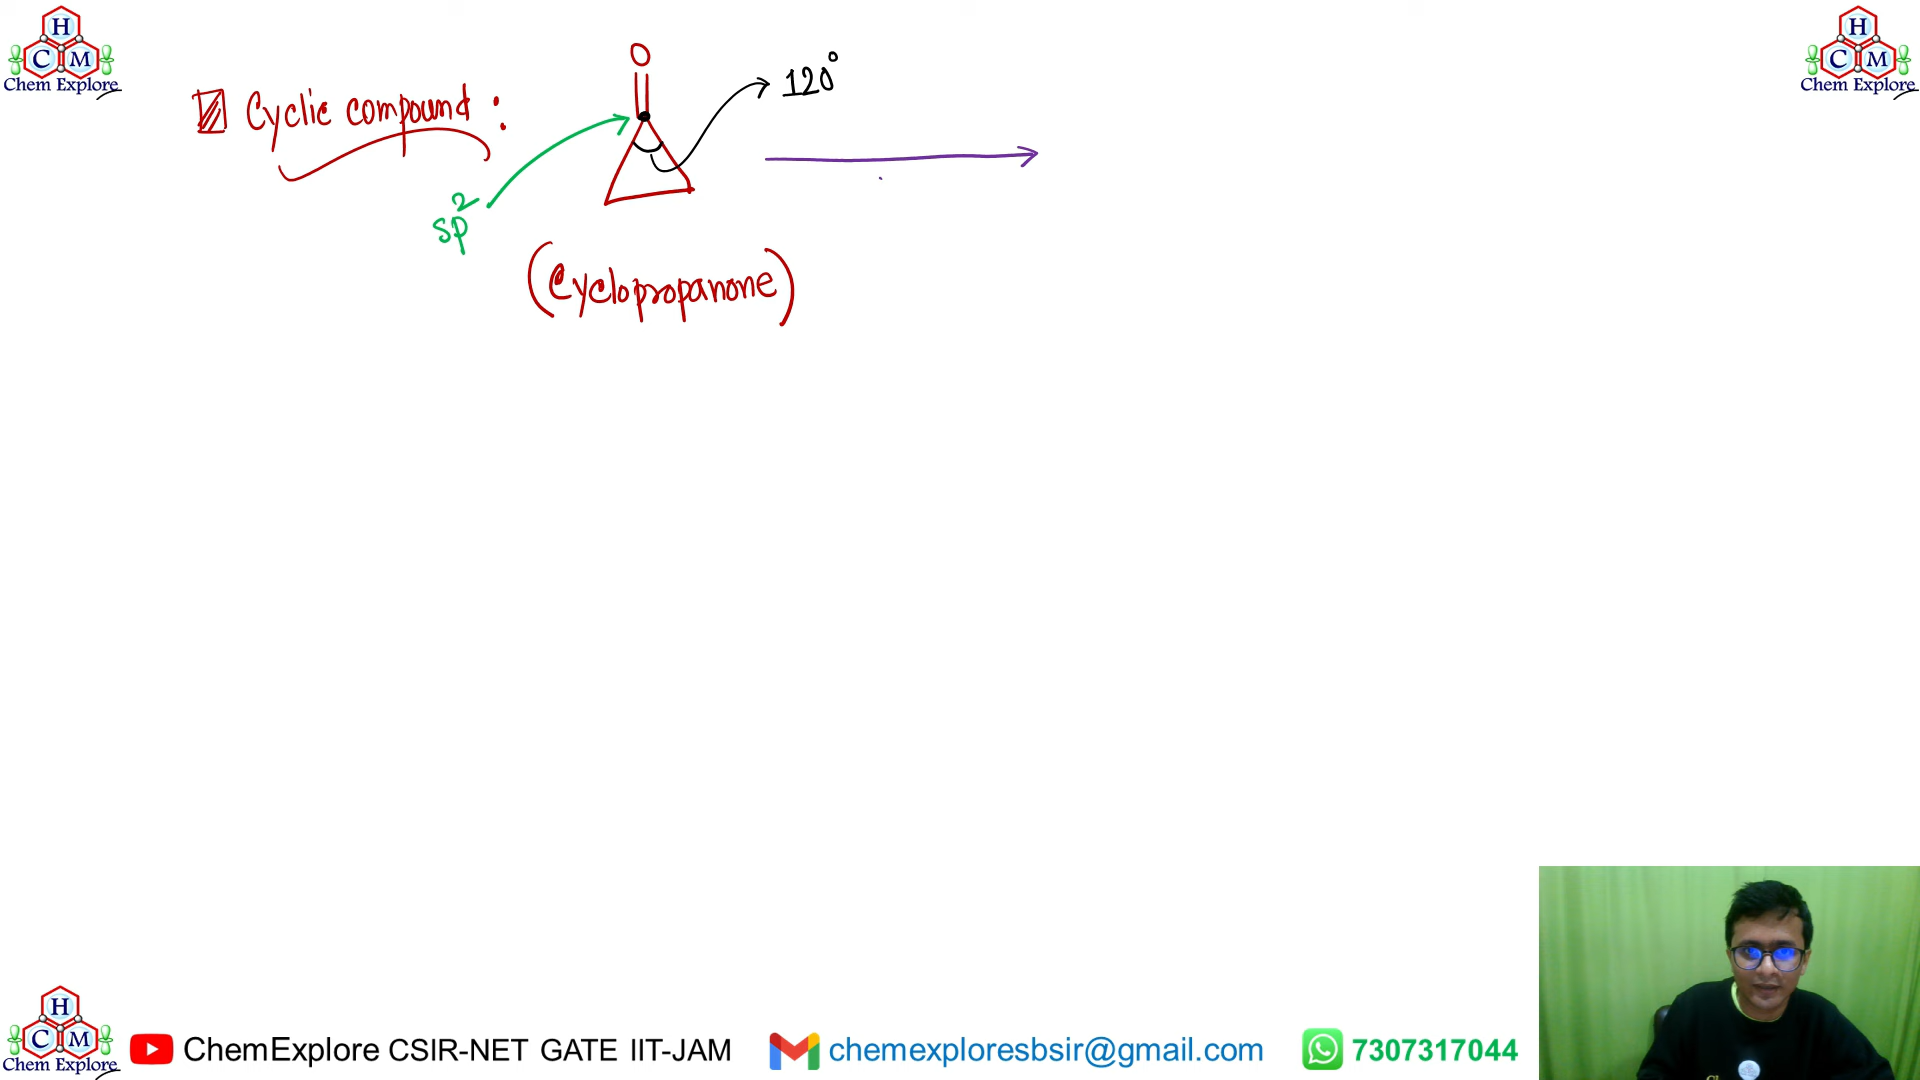 H
C M
Chem Explore
H
C M
Chem Explore
O
120°
Cyclic compound :
sp²
(Cyclopropanone)
H
C M
Chem Explore
ChemExplore CSIR-NET GATE IIT-JAM
chemexploresbsir@gmail.com
7307317044